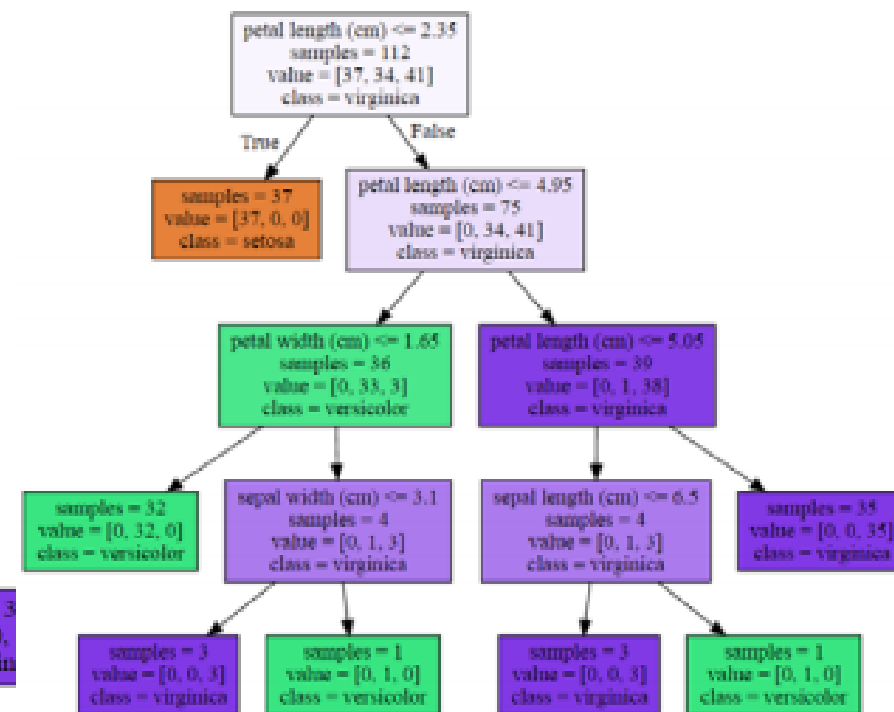 petal length (cm) <= 2.35
samples = 112
value = [37, 34, 41]
class = virginica
True
False
samples = 37
value = [37, 0, 0]
class = setosa
petal length (cm) <= 4.95
samples = 75
value = [0, 34, 41]
class = virginica
petal width (cm) <= 1.65
samples = 36
value = [0, 33, 3]
class = versicolor
petal length (cm) <= 5.05
samples = 39
value = [0, 1, 38]
class = virginica
samples = 32
value = [0, 32, 0]
class = versicolor
sepal width (cm) <= 3.1
samples = 4
value = [0, 1, 3]
class = virginica
sepal length (cm) <= 6.5
samples = 4
value = [0, 1, 3]
class = virginica
samples = 35
value = [0, 0, 35]
class = virginica
samples = 3
value = [0, 0, 3]
class = virginica
samples = 1
value = [0, 1, 0]
class = versicolor
samples = 3
value = [0, 0, 3]
class = virginica
samples = 1
value = [0, 1, 0]
class = versicolor